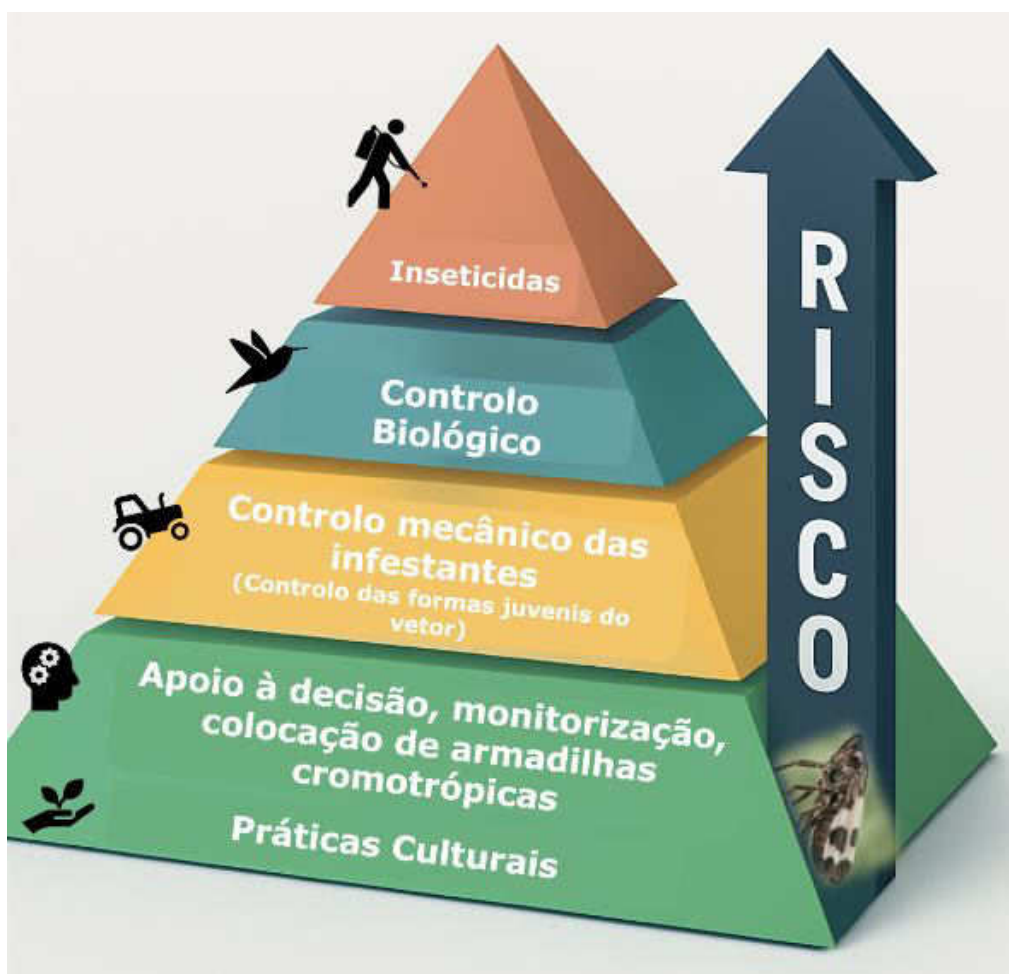 Inseticidas
Controlo
Biológico
Controlo mecânico das
infestantes
(Controlo das formas juvenis do
vetor)
Apoio à decisão, monitorização,
colocação de armadilhas
cromotrópicas
Práticas Culturais
RISCO